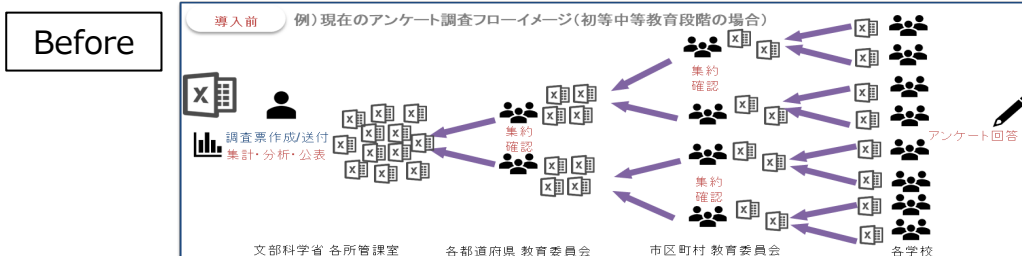 Before
導入前
例）現在のアンケート調査フローイメージ（初等中等教育段階の場合）
調査票作成/送付
集計・分析・公表
集約
確認
集約
確認
集約
確認
アンケート回答
文部科学省 各所管課室
各都道府県 教育委員会
市区町村 教育委員会
各学校